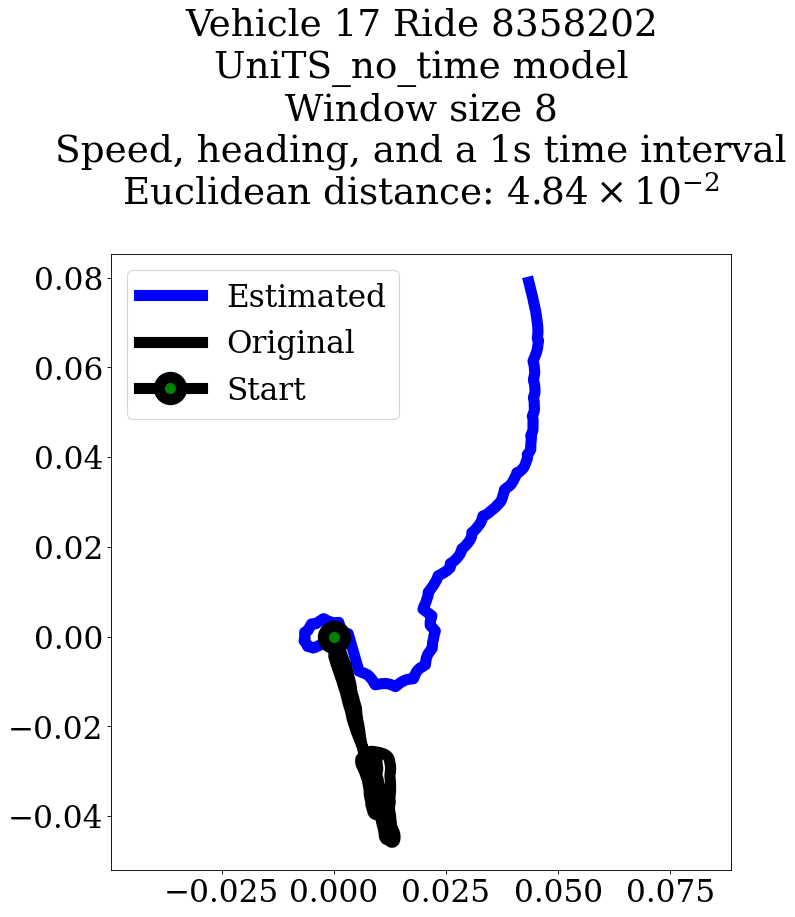 Vehicle 17 Ride 8358202
UniTS_no_time model
Window size 8
Speed, heading, and a 1s time interval
Euclidean distance: 4.84 × 10⁻²
0.08
Estimated
Original
Start
0.06
0.04
0.02
0.00
−0.02
−0.04
−0.025 0.000 0.025 0.050 0.075